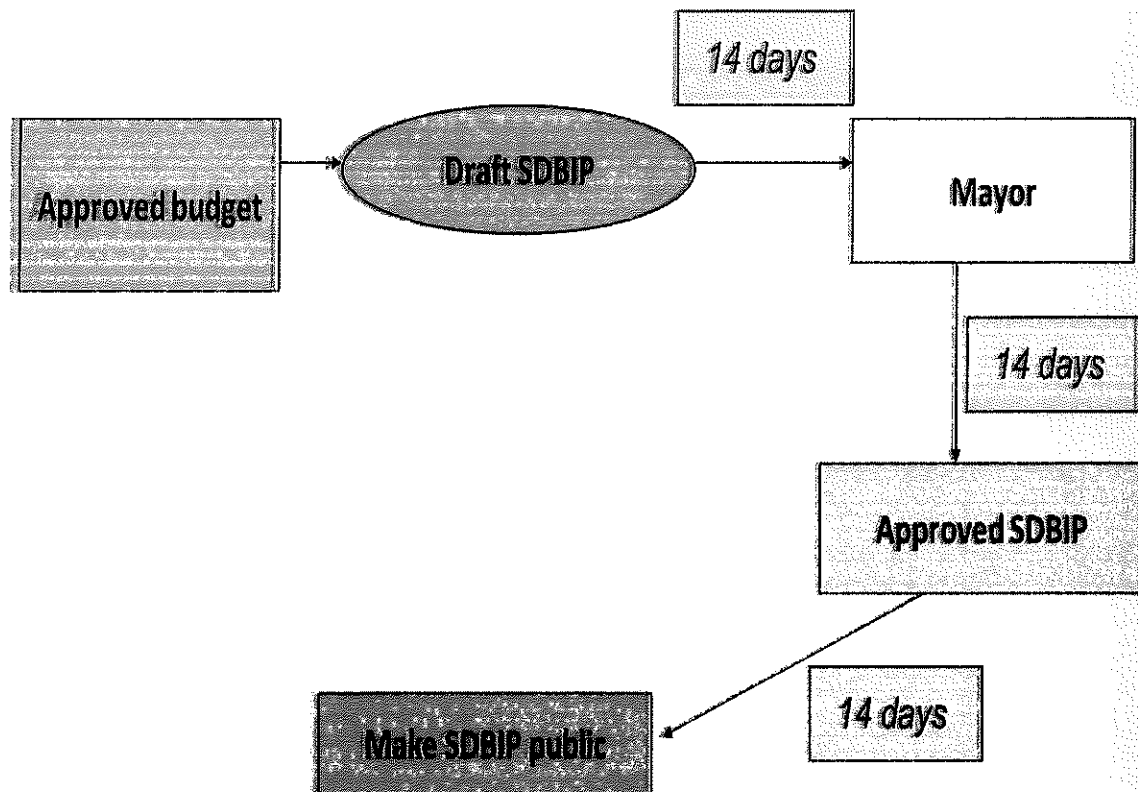 14 days
Approved budget
Draft SDBIP
Mayor
14 days
Approved SDBIP
14 days
Make SDBIP public